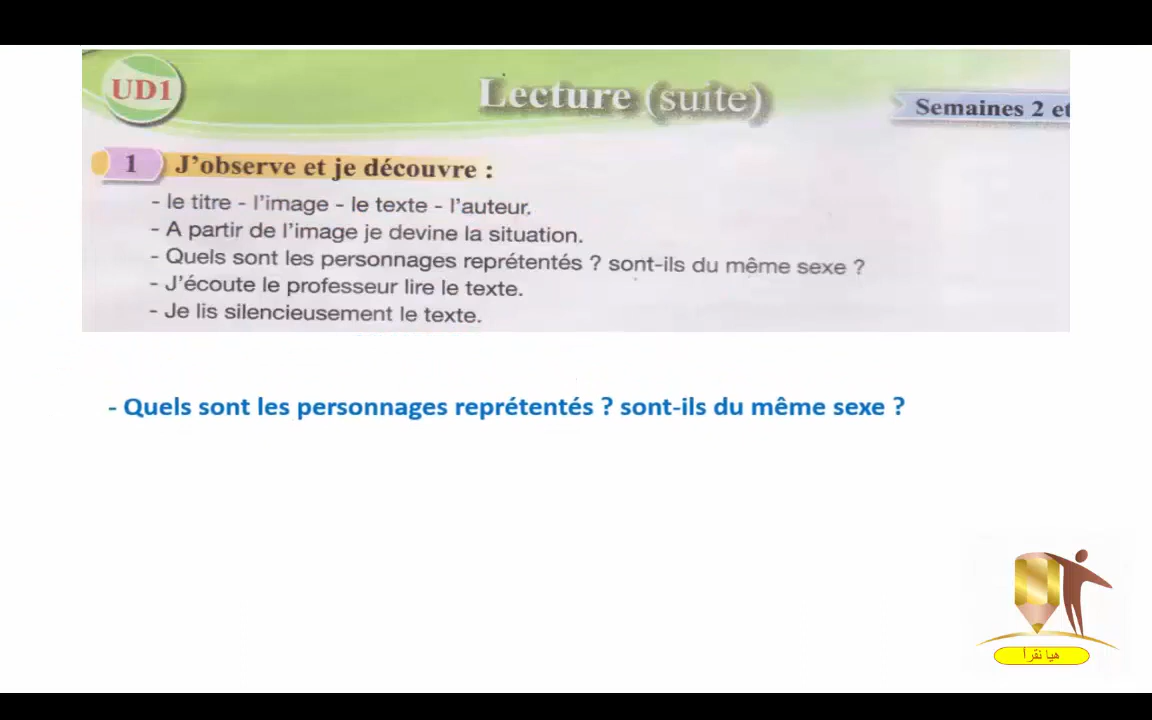 UD1
Lecture (suite)
Semaines 2 et
1 J'observe et je découvre :
- le titre - l'image - le texte - l'auteur.
- A partir de l'image je devine la situation.
- Quels sont les personnages reprétentés ? sont-ils du même sexe ?
- J'écoute le professeur lire le texte.
- Je lis silencieusement le texte.
- Quels sont les personnages reprétentés ? sont-ils du même sexe ?
هيا نقرأ